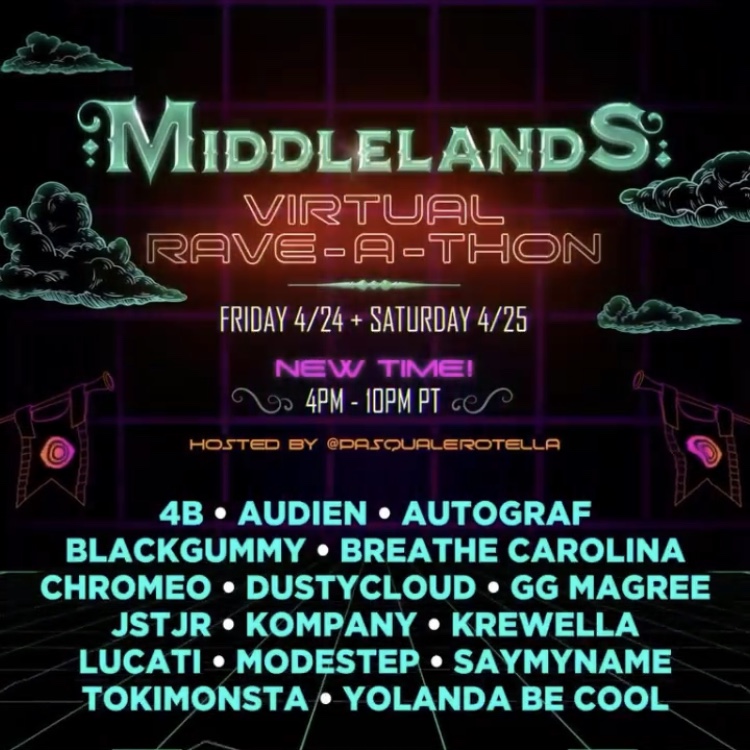 MIDDLELANDS
VIRTUAL
RAVE-A-THON
FRIDAY 4/24 + SATURDAY 4/25
NEW TIME!
4PM - 10PM PT
HOSTED BY @PASQUALEROTELLA
4B • AUDIEN • AUTOGRAF
BLACKGUMMY • BREATHE CAROLINA
CHROMEO • DUSTYCLOUD • GG MAGREE
JSTJR • KOMPANY • KREWELLA
LUCATI • MODESTEP • SAYMYNAME
TOKIMONSTA • YOLANDA BE COOL